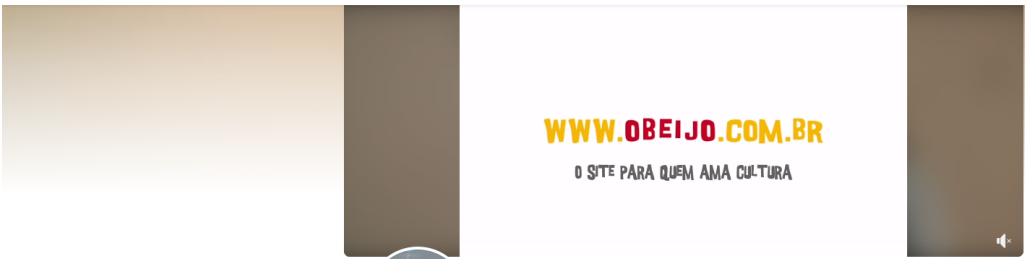 WWW.OBEIJO.COM.BR
O SITE PARA QUEM AMA CULTURA